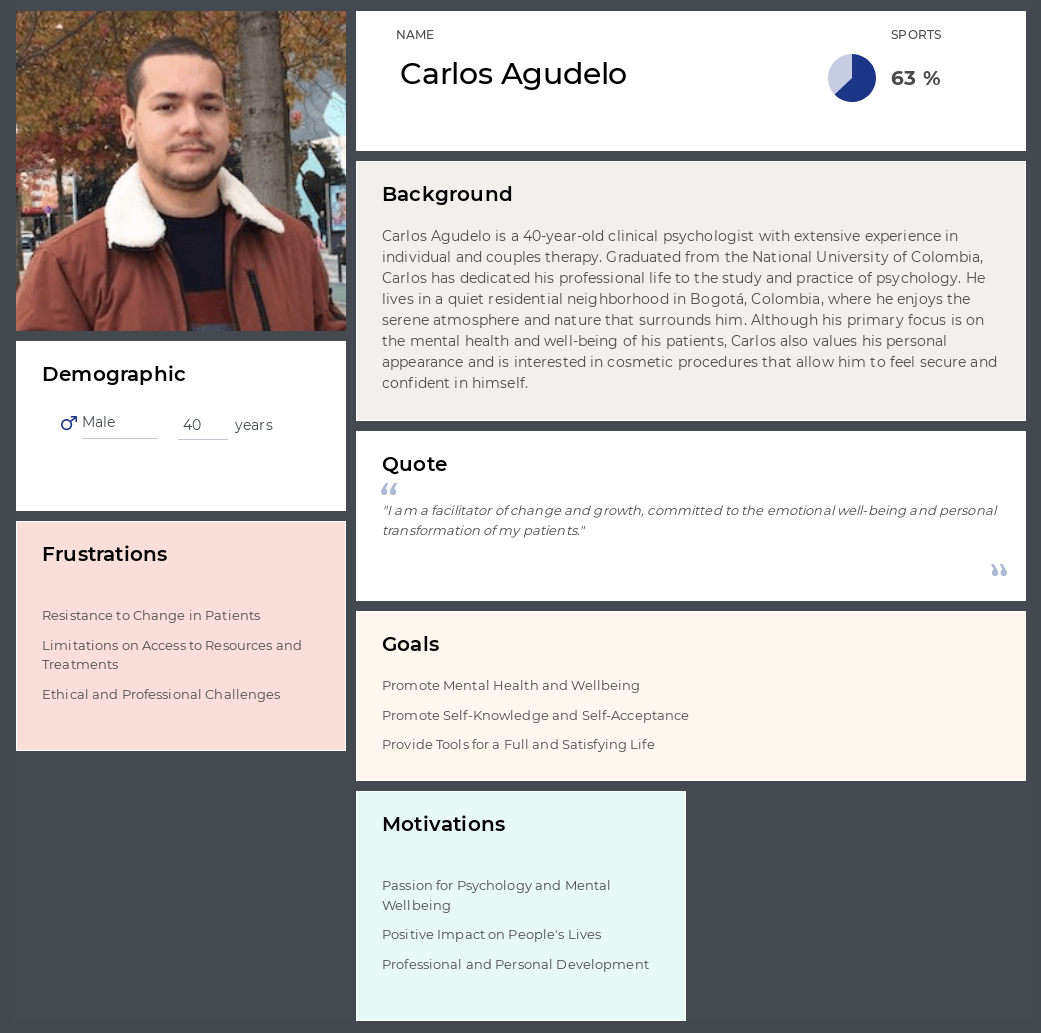 NAME
SPORTS
Carlos Agudelo
63 %
Background
Carlos Agudelo is a 40-year-old clinical psychologist with extensive experience in
individual and couples therapy. Graduated from the National University of Colombia,
Carlos has dedicated his professional life to the study and practice of psychology. He
lives in a quiet residential neighborhood in Bogotá, Colombia, where he enjoys the
serene atmosphere and nature that surrounds him. Although his primary focus is on
the mental health and well-being of his patients, Carlos also values his personal
appearance and is interested in cosmetic procedures that allow him to feel secure and
confident in himself.
Demographic
Male 40 years
Quote
"I am a facilitator of change and growth, committed to the emotional well-being and personal
transformation of my patients."
Frustrations
Resistance to Change in Patients
Limitations on Access to Resources and
Treatments
Ethical and Professional Challenges
Goals
Promote Mental Health and Wellbeing
Promote Self-Knowledge and Self-Acceptance
Provide Tools for a Full and Satisfying Life
Motivations
Passion for Psychology and Mental
Wellbeing
Positive Impact on People's Lives
Professional and Personal Development